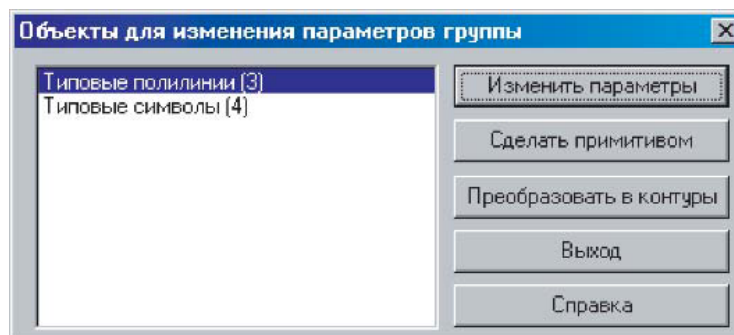 Объекты для изменения параметров группы
Типовые полилинии (3)
Типовые символы (4)
Изменить параметры
Сделать примитивом
Преобразовать в контуры
Выход
Справка